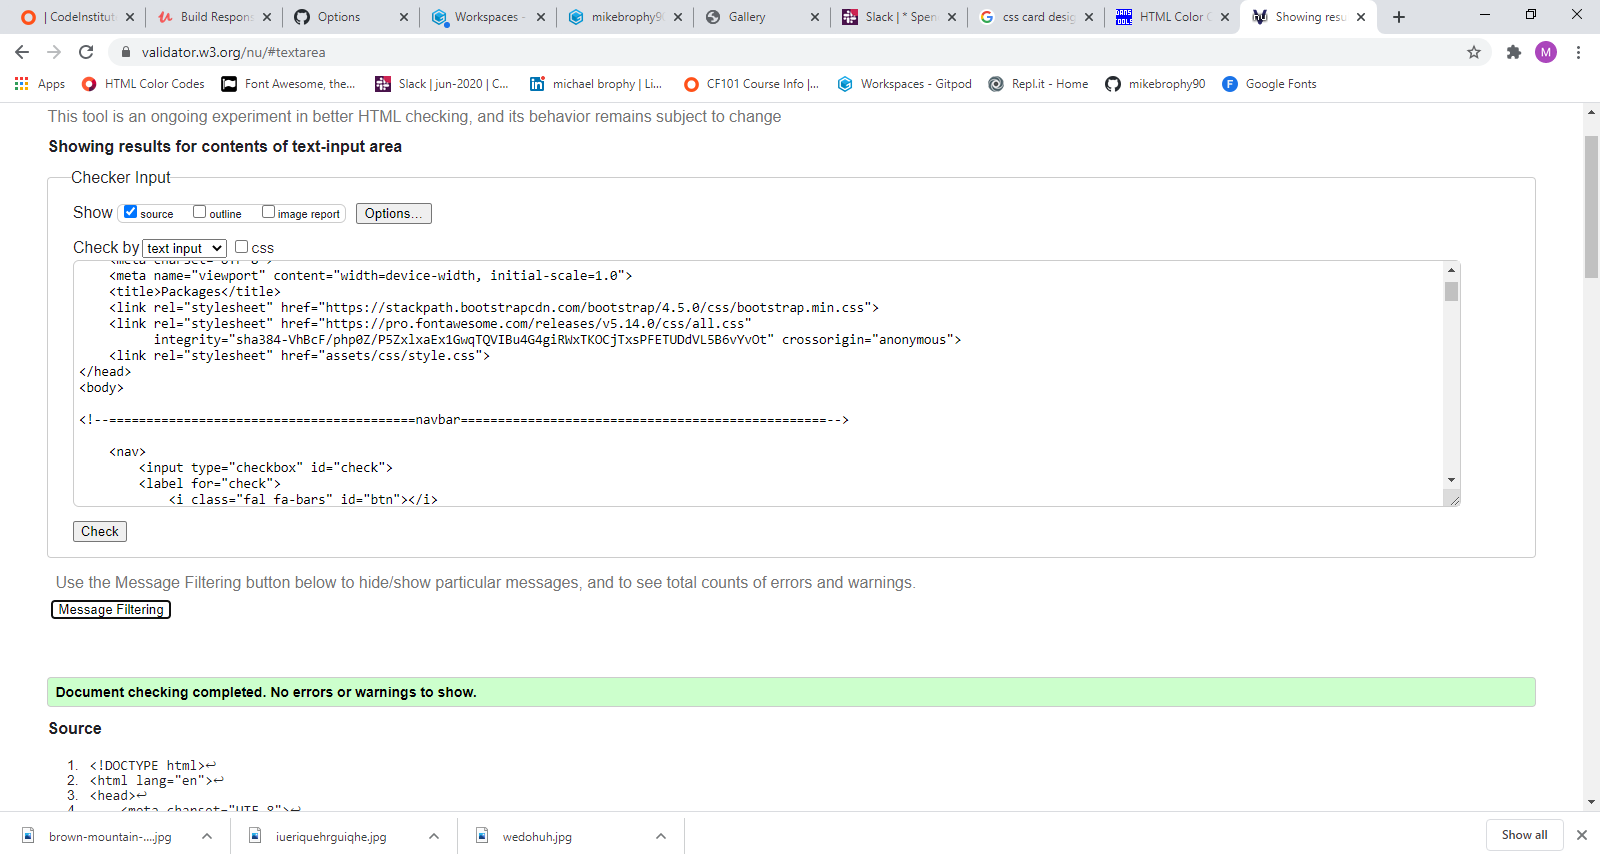 | CodeInstitut
Build Respons
Options
Workspaces -
mikebrophy9
Gallery
Slack | * Spen
css card desig
HTML Color C
Showing resu
validator.w3.org/nu/#textarea
M
Apps
HTML Color Codes
Font Awesome, the...
Slack | jun-2020 | C...
michael brophy | Li...
CF101 Course Info |...
Workspaces - Gitpod
Repl.it - Home
mikebrophy90
Google Fonts
This tool is an ongoing experiment in better HTML checking, and its behavior remains subject to change
Showing results for contents of text-input area
Checker Input
Show source outline image report Options...
Check by text input css
<meta charset="UTF-8">
<meta name="viewport" content="width=device-width, initial-scale=1.0">
<title>Packages</title>
<link rel="stylesheet" href="https://stackpath.bootstrapcdn.com/bootstrap/4.5.0/css/bootstrap.min.css">
<link rel="stylesheet" href="https://pro.fontawesome.com/releases/v5.14.0/css/all.css"
integrity="sha384-VhBcF/php0Z/P5ZxlxaEx1GwqTQVIBu4G4giRWxTKOCjTxsPFETUDdVL5B6vYvOt" crossorigin="anonymous">
<link rel="stylesheet" href="assets/css/style.css">
</head>
<body>
<!--=========================================navbar=================================================-->
<nav>
<input type="checkbox" id="check">
<label for="check">
<i class="fal fa-bars" id="btn"></i>
Check
Use the Message Filtering button below to hide/show particular messages, and to see total counts of errors and warnings.
Message Filtering
Document checking completed. No errors or warnings to show.
Source
1. <!DOCTYPE html>↩
2. <html lang="en">↩
3. <head>↩
4. <meta charset="UTF-8">↩
brown-mountain-....jpg
iueriquehrguiqhe.jpg
wedohuh.jpg
Show all